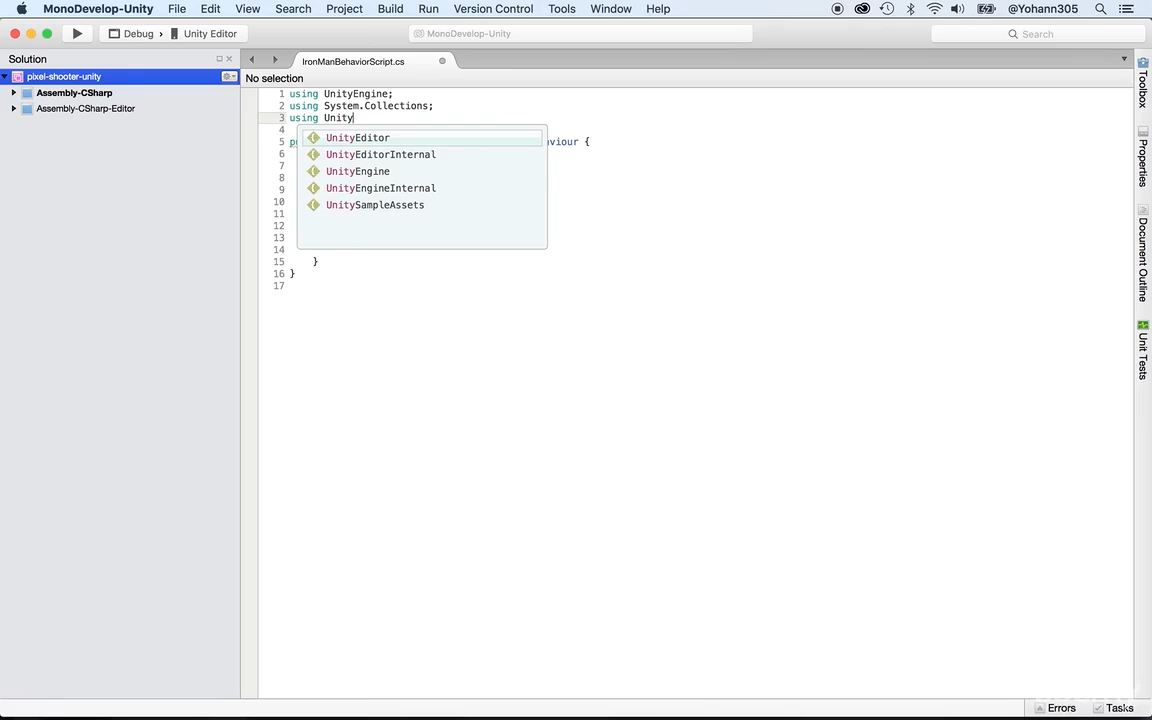 MonoDevelop-Unity File Edit View Search Project Build Run Version Control Tools Window Help @Yohann305
Debug › Unity Editor MonoDevelop-Unity Search
Solution
pixel-shooter-unity
Assembly-CSharp
Assembly-CSharp-Editor
IronManBehaviorScript.cs
No selection
1 using UnityEngine;
2 using System.Collections;
3 using Unity
4
5 aviour {
6
7
8
9
10
11
12
13
14
15 }
16 }
17
UnityEditor
UnityEditorInternal
UnityEngine
UnityEngineInternal
UnitySampleAssets
Toolbox
Properties
Document Outline
Unit Tests
Errors Tasks